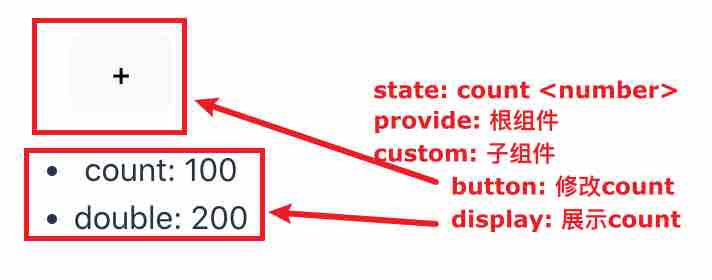 +
count: 100
double: 200
state: count <number>
provide: 根组件
custom: 子组件
button: 修改count
display: 展示count